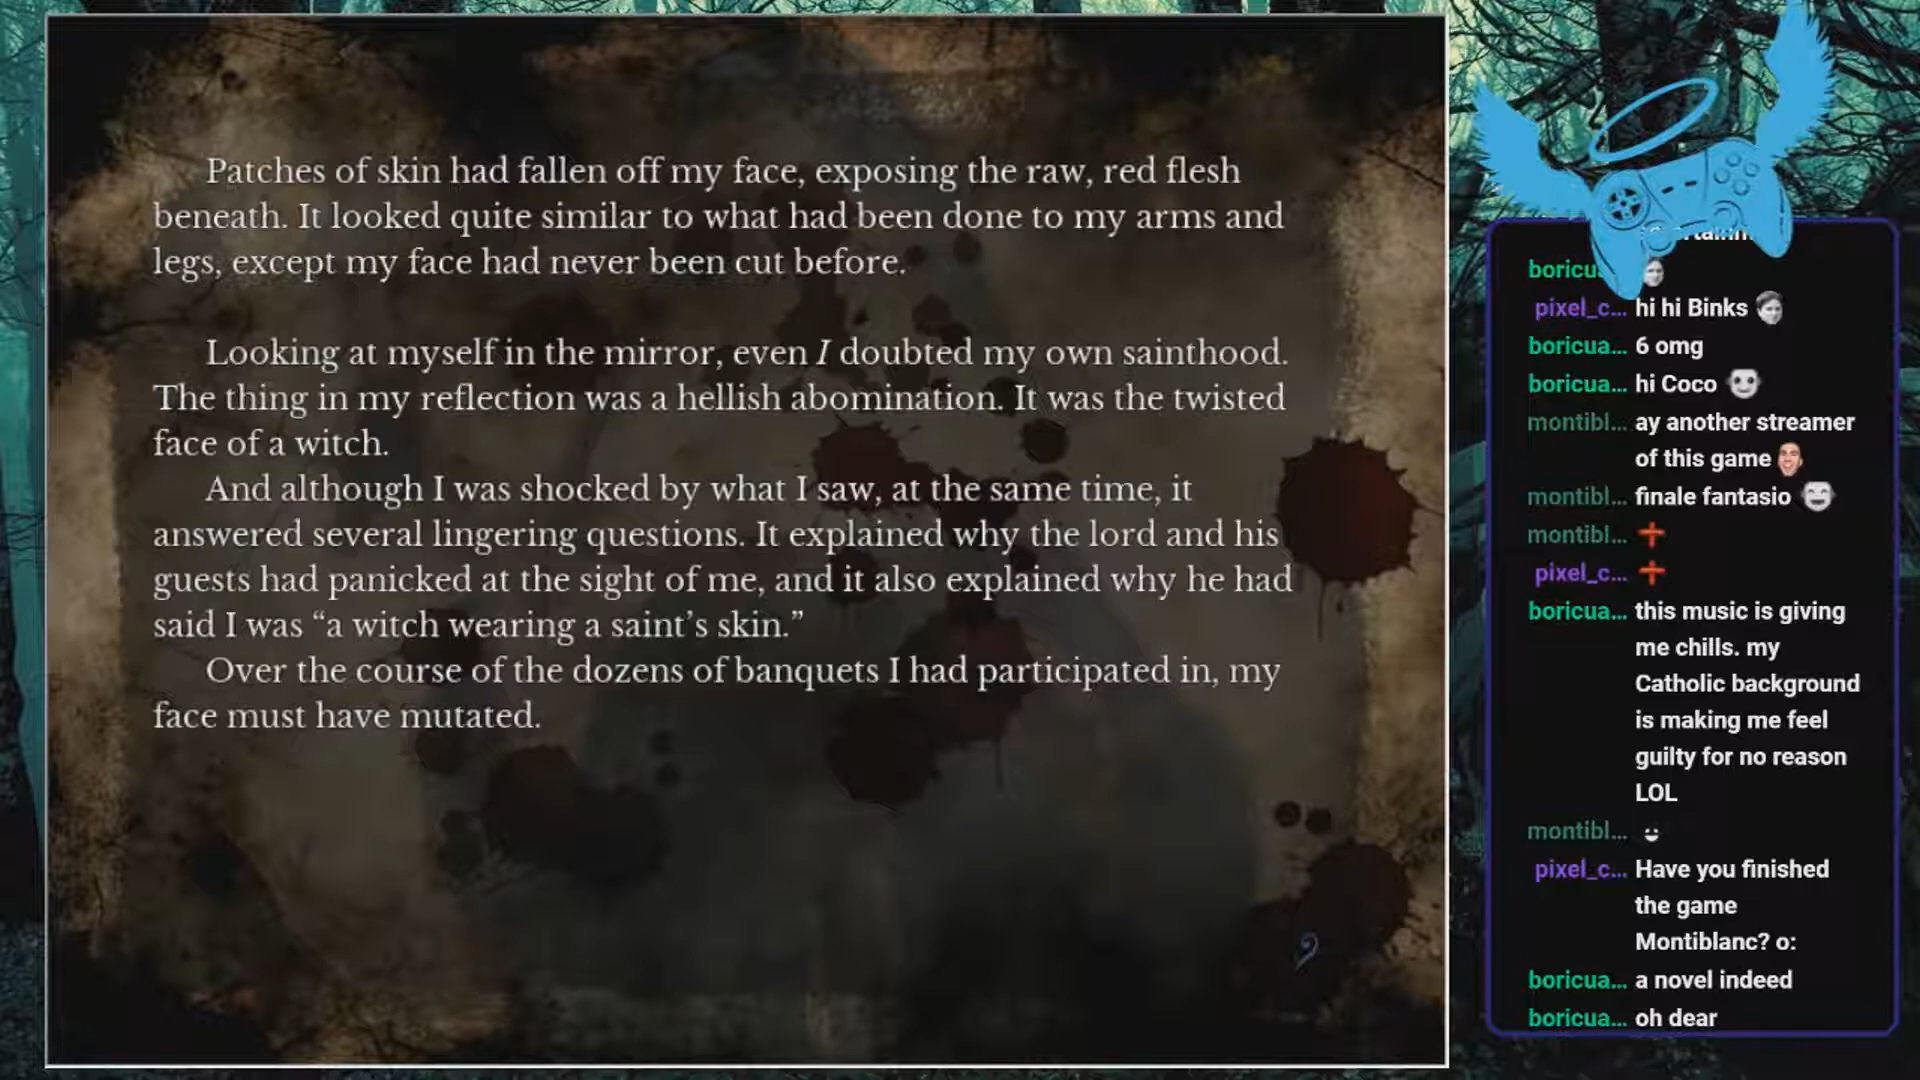 Patches of skin had fallen off my face, exposing the raw, red flesh
beneath. It looked quite similar to what had been done to my arms and
legs, except my face had never been cut before.
Looking at myself in the mirror, even I doubted my own sainthood.
The thing in my reflection was a hellish abomination. It was the twisted
face of a witch.
And although I was shocked by what I saw, at the same time, it
answered several lingering questions. It explained why the lord and his
guests had panicked at the sight of me, and it also explained why he had
said I was “a witch wearing a saint’s skin.”
Over the course of the dozens of banquets I had participated in, my
face must have mutated.
pixel_c... hi hi Binks
boricua... 6 omg
boricua... hi Coco
montibl... ay another streamer
of this game
montibl... finale fantasio
montibl...
pixel_c...
boricua... this music is giving
me chills. my
Catholic background
is making me feel
guilty for no reason
LOL
montibl...
pixel_c... Have you finished
the game
Montiblanc? o:
boricua... a novel indeed
boricua... oh dear